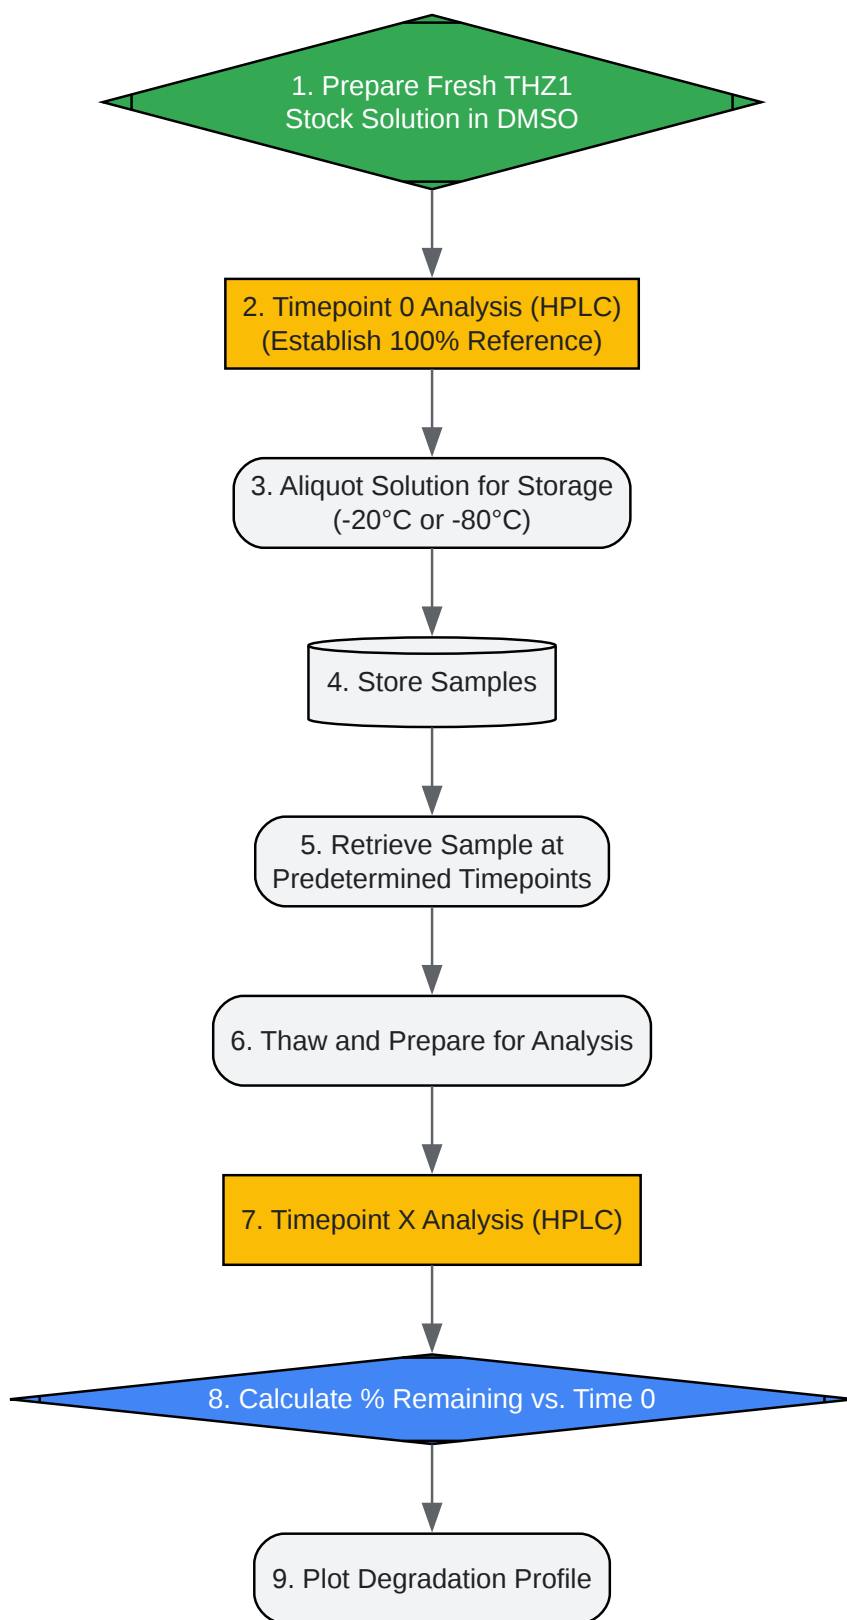 1. Prepare Fresh THZ1
Stock Solution in DMSO
2. Timepoint 0 Analysis (HPLC)
(Establish 100% Reference)
3. Aliquot Solution for Storage
(-20°C or -80°C)
4. Store Samples
5. Retrieve Sample at
Predetermined Timepoints
6. Thaw and Prepare for Analysis
7. Timepoint X Analysis (HPLC)
8. Calculate % Remaining vs. Time 0
9. Plot Degradation Profile